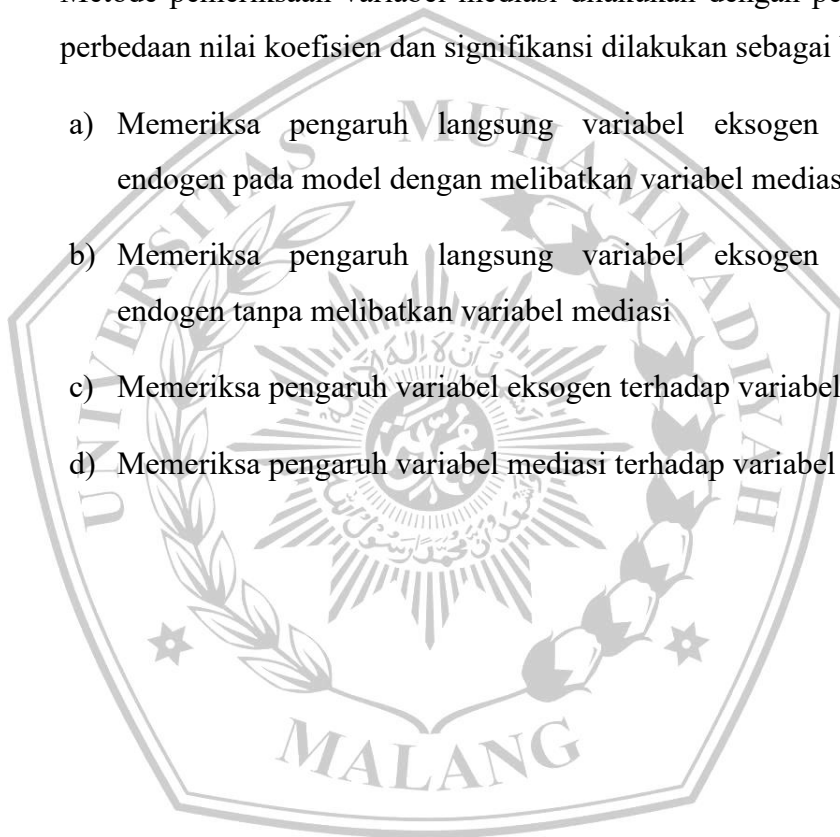 Metode pemeriksaan variabel mediasi dilakukan dengan
perbedaan nilai koefisien dan signifikansi dilakukan sebagai
a) Memeriksa pengaruh langsung variabel eksogen
endogen pada model dengan melibatkan variabel
b) Memeriksa pengaruh langsung variabel eksogen
endogen tanpa melibatkan variabel mediasi
c) Memeriksa pengaruh variabel eksogen terhadap variabel
d) Memeriksa pengaruh variabel mediasi terhadap variabel
UNIVERSITAS MUHAMMADIYAH
MALANG